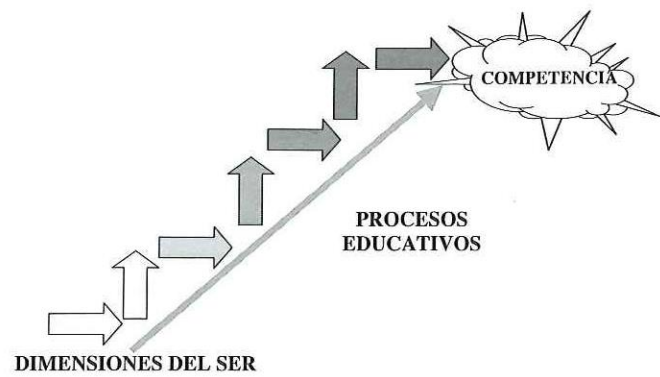 COMPETENCIA
PROCESOS
EDUCATIVOS
DIMENSIONES DEL SER